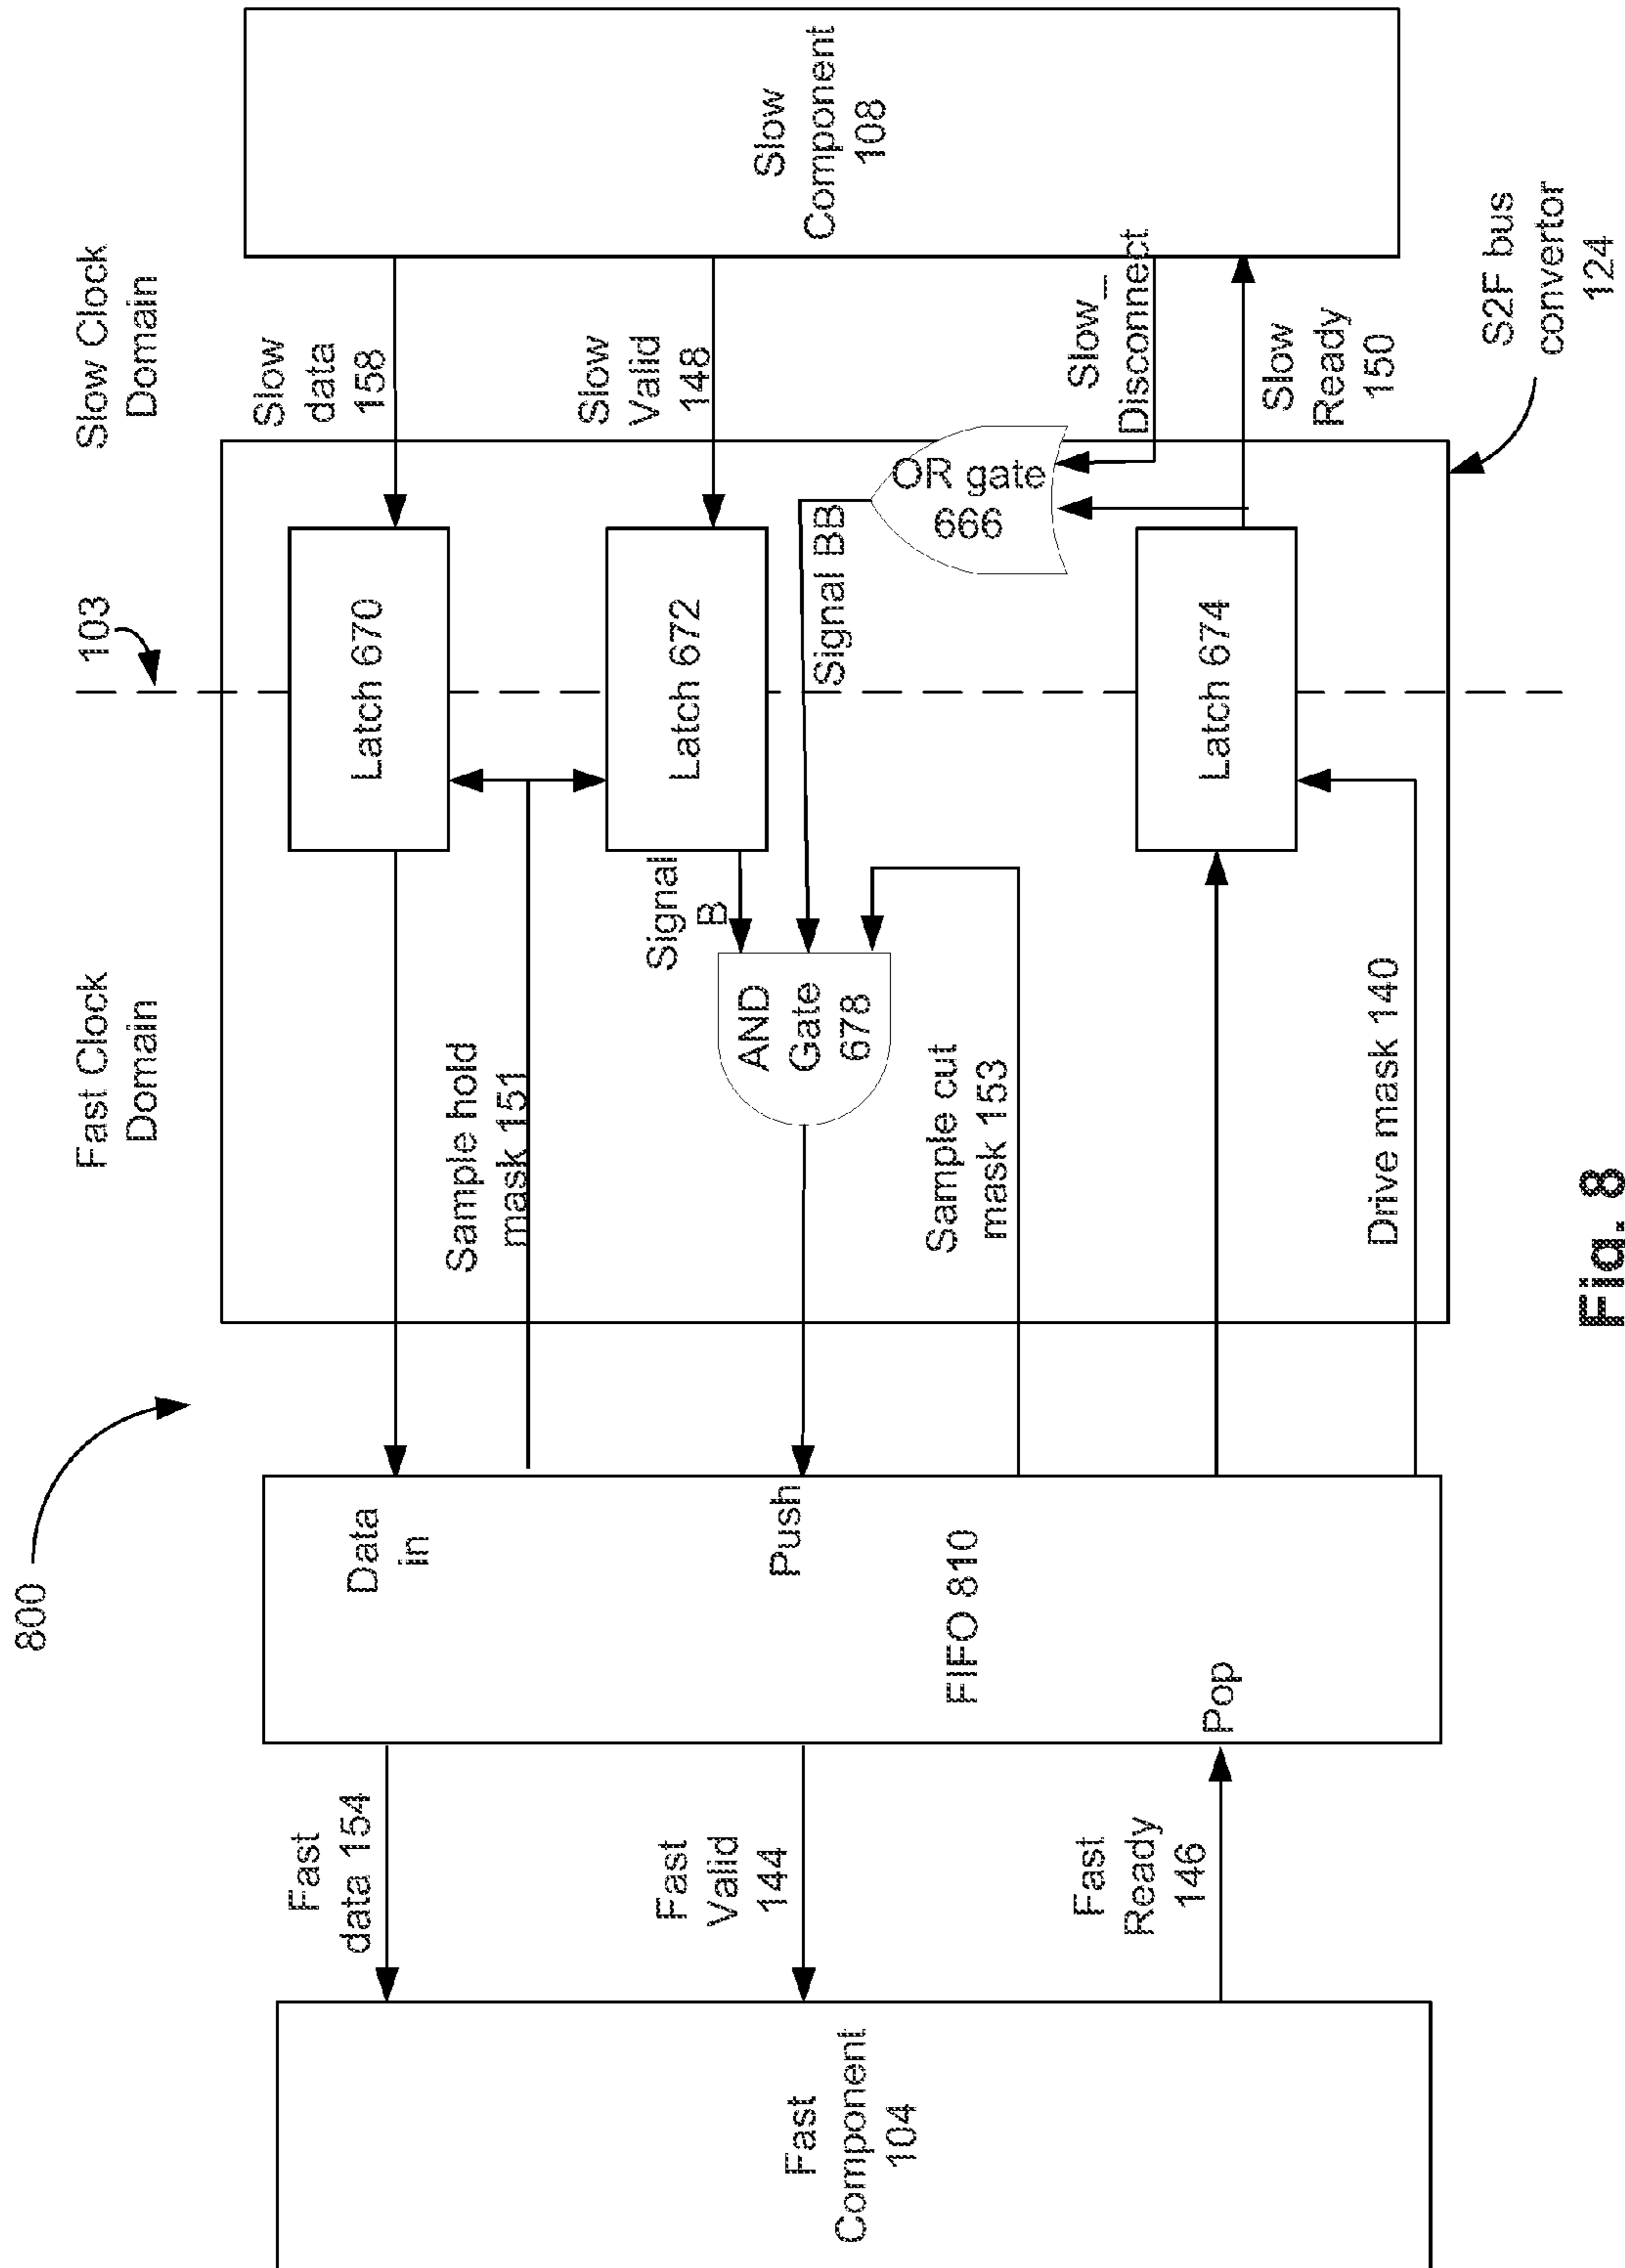 800
Fast Clock
Domain
103
Slow Clock
Domain
Fast
Component
104
Fast
data 154
Fast
Valid
144
Fast
Ready
146
Data
in
Push
FIFO 810
Pop
Sample hold
mask 151
Signal
B
AND
Gate
678
Sample cut
mask 153
Drive mask 140
Latch 670
Latch 672
Signal BB
OR gate
666
Latch 674
Slow
data
158
Slow
Valid
148
Slow_
Disconnect
Slow
Ready
150
Slow
Component
108
S2F bus
convertor
124
Fig. 8